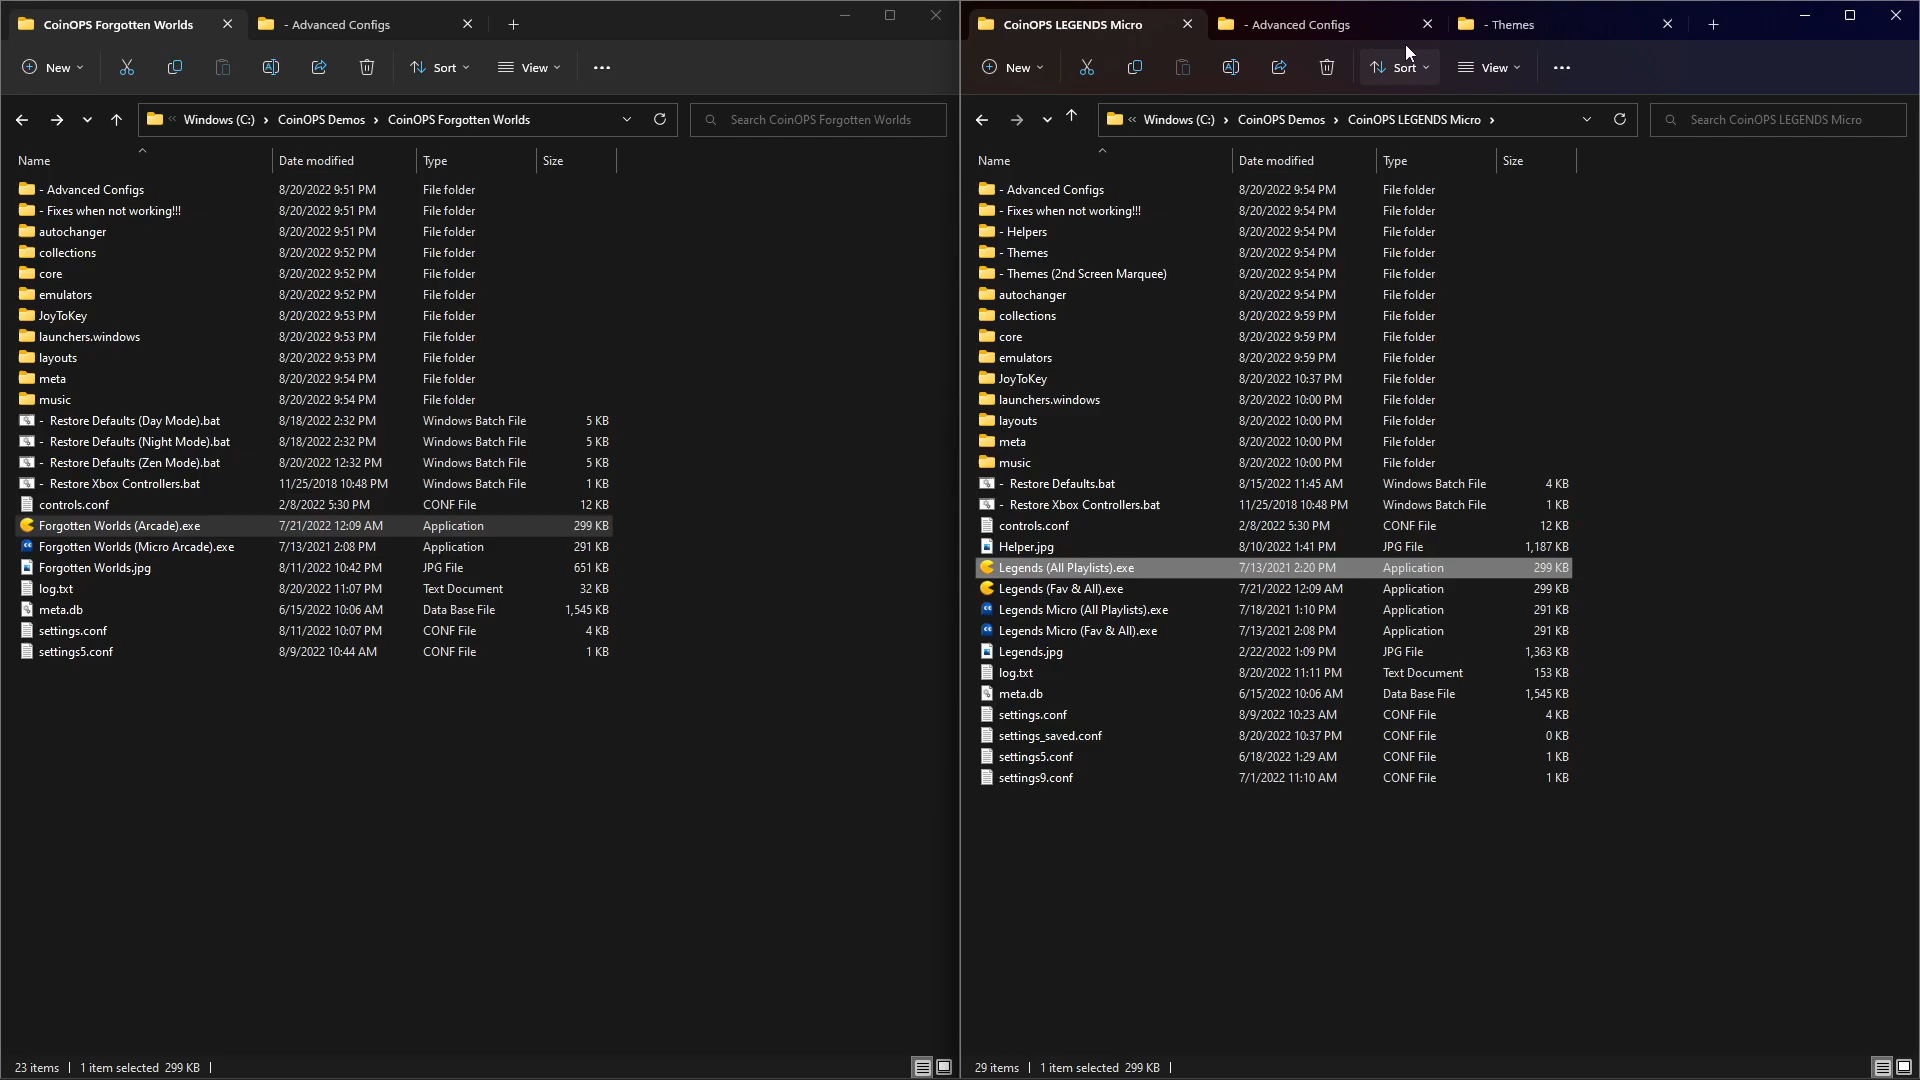 CoinOPS Forgotten Worlds - Advanced Configs
New Sort View
Windows (C:) CoinOPS Demos CoinOPS Forgotten Worlds Search CoinOPS Forgotten Worlds
Name Date modified Type Size
- Advanced Configs 8/20/2022 9:51 PM File folder
- Fixes when not working!!! 8/20/2022 9:51 PM File folder
autochanger 8/20/2022 9:51 PM File folder
collections 8/20/2022 9:52 PM File folder
core 8/20/2022 9:52 PM File folder
emulators 8/20/2022 9:52 PM File folder
JoyToKey 8/20/2022 9:53 PM File folder
launchers.windows 8/20/2022 9:53 PM File folder
layouts 8/20/2022 9:53 PM File folder
meta 8/20/2022 9:54 PM File folder
music 8/20/2022 9:54 PM File folder
- Restore Defaults (Day Mode).bat 8/18/2022 2:32 PM Windows Batch File 5 KB
- Restore Defaults (Night Mode).bat 8/18/2022 2:32 PM Windows Batch File 5 KB
- Restore Defaults (Zen Mode).bat 8/20/2022 12:32 PM Windows Batch File 5 KB
- Restore Xbox Controllers.bat 11/25/2018 10:48 PM Windows Batch File 1 KB
controls.conf 2/8/2022 5:30 PM CONF File 12 KB
Forgotten Worlds (Arcade).exe 7/21/2022 12:09 AM Application 299 KB
Forgotten Worlds (Micro Arcade).exe 7/13/2021 2:08 PM Application 291 KB
Forgotten Worlds.jpg 8/11/2022 10:42 PM JPG File 651 KB
log.txt 8/20/2022 11:07 PM Text Document 32 KB
meta.db 6/15/2022 10:06 AM Data Base File 1,545 KB
settings.conf 8/11/2022 10:07 PM CONF File 4 KB
settings5.conf 8/9/2022 10:44 AM CONF File 1 KB
23 items 1 item selected 299 KB
CoinOPS LEGENDS Micro - Advanced Configs - Themes
New Sort View
Windows (C:) CoinOPS Demos CoinOPS LEGENDS Micro Search CoinOPS LEGENDS Micro
Name Date modified Type Size
- Advanced Configs 8/20/2022 9:54 PM File folder
- Fixes when not working!!! 8/20/2022 9:54 PM File folder
- Helpers 8/20/2022 9:54 PM File folder
- Themes 8/20/2022 9:54 PM File folder
- Themes (2nd Screen Marquee) 8/20/2022 9:54 PM File folder
autochanger 8/20/2022 9:54 PM File folder
collections 8/20/2022 9:59 PM File folder
core 8/20/2022 9:59 PM File folder
emulators 8/20/2022 9:59 PM File folder
JoyToKey 8/20/2022 10:37 PM File folder
launchers.windows 8/20/2022 10:00 PM File folder
layouts 8/20/2022 10:00 PM File folder
meta 8/20/2022 10:00 PM File folder
music 8/20/2022 10:00 PM File folder
- Restore Defaults.bat 8/15/2022 11:45 AM Windows Batch File 4 KB
- Restore Xbox Controllers.bat 11/25/2018 10:48 PM Windows Batch File 1 KB
controls.conf 2/8/2022 5:30 PM CONF File 12 KB
Helper.jpg 8/10/2022 1:41 PM JPG File 1,187 KB
Legends (All Playlists).exe 7/13/2021 2:20 PM Application 299 KB
Legends (Fav & All).exe 7/21/2022 12:09 AM Application 299 KB
Legends Micro (All Playlists).exe 7/18/2021 1:10 PM Application 291 KB
Legends Micro (Fav & All).exe 7/13/2021 2:08 PM Application 291 KB
Legends.jpg 2/22/2022 1:09 PM JPG File 1,363 KB
log.txt 8/20/2022 11:11 PM Text Document 153 KB
meta.db 6/15/2022 10:06 AM Data Base File 1,545 KB
settings.conf 8/9/2022 10:23 AM CONF File 4 KB
settings_saved.conf 8/20/2022 10:37 PM CONF File 0 KB
settings5.conf 6/18/2022 1:29 AM CONF File 1 KB
settings9.conf 7/1/2022 11:10 AM CONF File 1 KB
29 items 1 item selected 299 KB